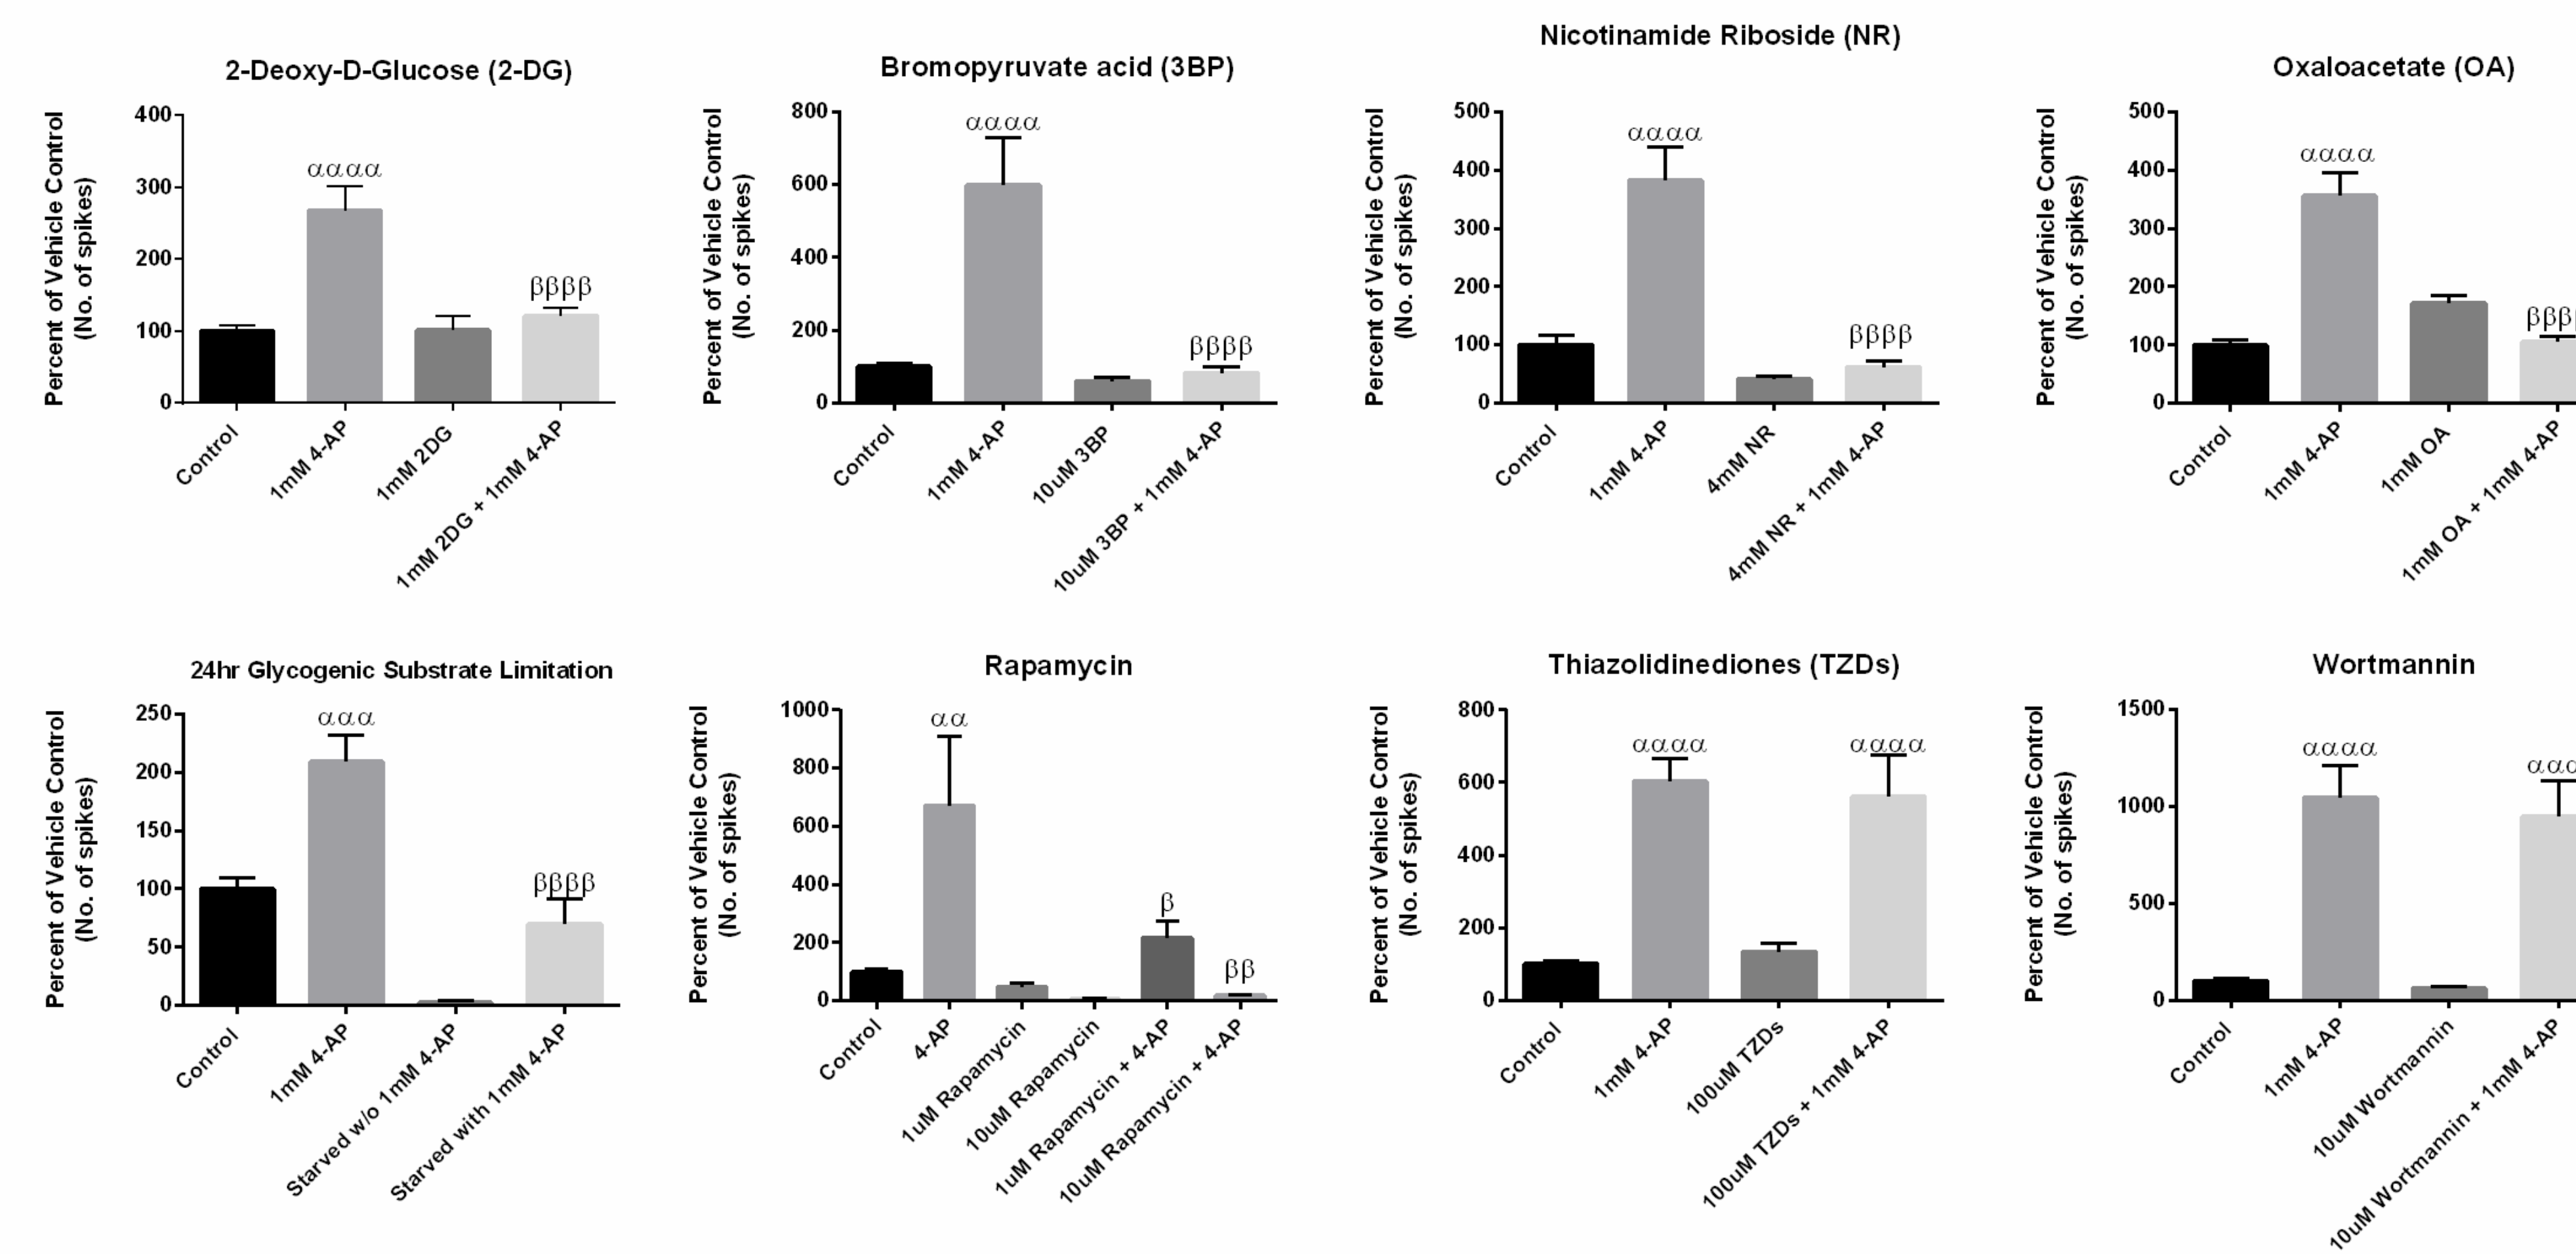 2-Deoxy-D-Glucose (2-DG)
Percent of Vehicle Control
(No. of spikes)
400
300
200
100
0
αααα
ββββ
Control
1mM 4-AP
1mM 2DG
1mM 2DG + 1mM 4-AP
Bromopyruvate acid (3BP)
Percent of Vehicle Control
(No. of spikes)
800
600
400
200
0
αααα
ββββ
Control
1mM 4-AP
10uM 3BP
10uM 3BP + 1mM 4-AP
Nicotinamide Riboside (NR)
Percent of Vehicle Control
(No. of spikes)
500
400
300
200
100
0
αααα
ββββ
Control
1mM 4-AP
4mM NR
4mM NR + 1mM 4-AP
Oxaloacetate (OA)
Percent of Vehicle Control
(No. of spikes)
500
400
300
200
100
0
αααα
βββ
Control
1mM 4-AP
1mM OA
1mM OA + 1mM 4-AP
24hr Glycogenic Substrate Limitation
Percent of Vehicle Control
(No. of spikes)
250
200
150
100
50
0
ααα
ββββ
Control
1mM 4-AP
Starved w/o 1mM 4-AP
Starved with 1mM 4-AP
Rapamycin
Percent of Vehicle Control
(No. of spikes)
1000
800
600
400
200
0
αα
β
ββ
Control
4-AP
1uM Rapamycin
10uM Rapamycin
1uM Rapamycin + 4-AP
10uM Rapamycin + 4-AP
Thiazolidinediones (TZDs)
Percent of Vehicle Control
(No. of spikes)
800
600
400
200
0
αααα
αααα
Control
1mM 4-AP
100uM TZDs
100uM TZDs + 1mM 4-AP
Wortmannin
Percent of Vehicle Control
(No. of spikes)
1500
1000
500
0
αααα
ααα
Control
1mM 4-AP
10uM Wortmannin
10uM Wortmannin + 1mM 4-AP